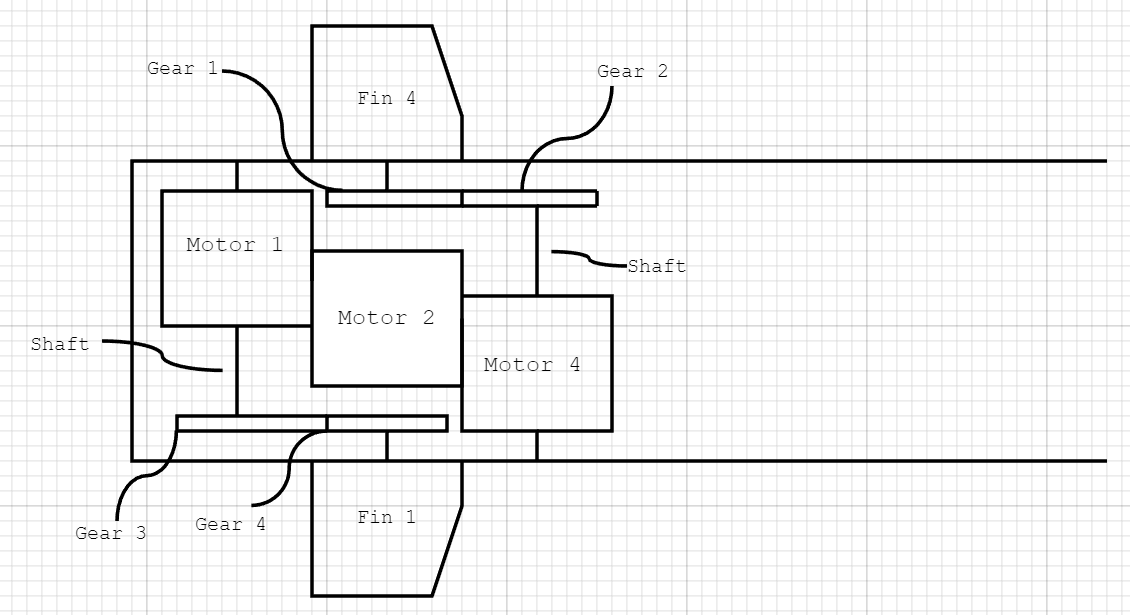 Gear 1
Gear 2
Fin 4
Motor 1
Shaft
Motor 2
Shaft
Motor 4
Fin 1
Gear 4
Gear 3